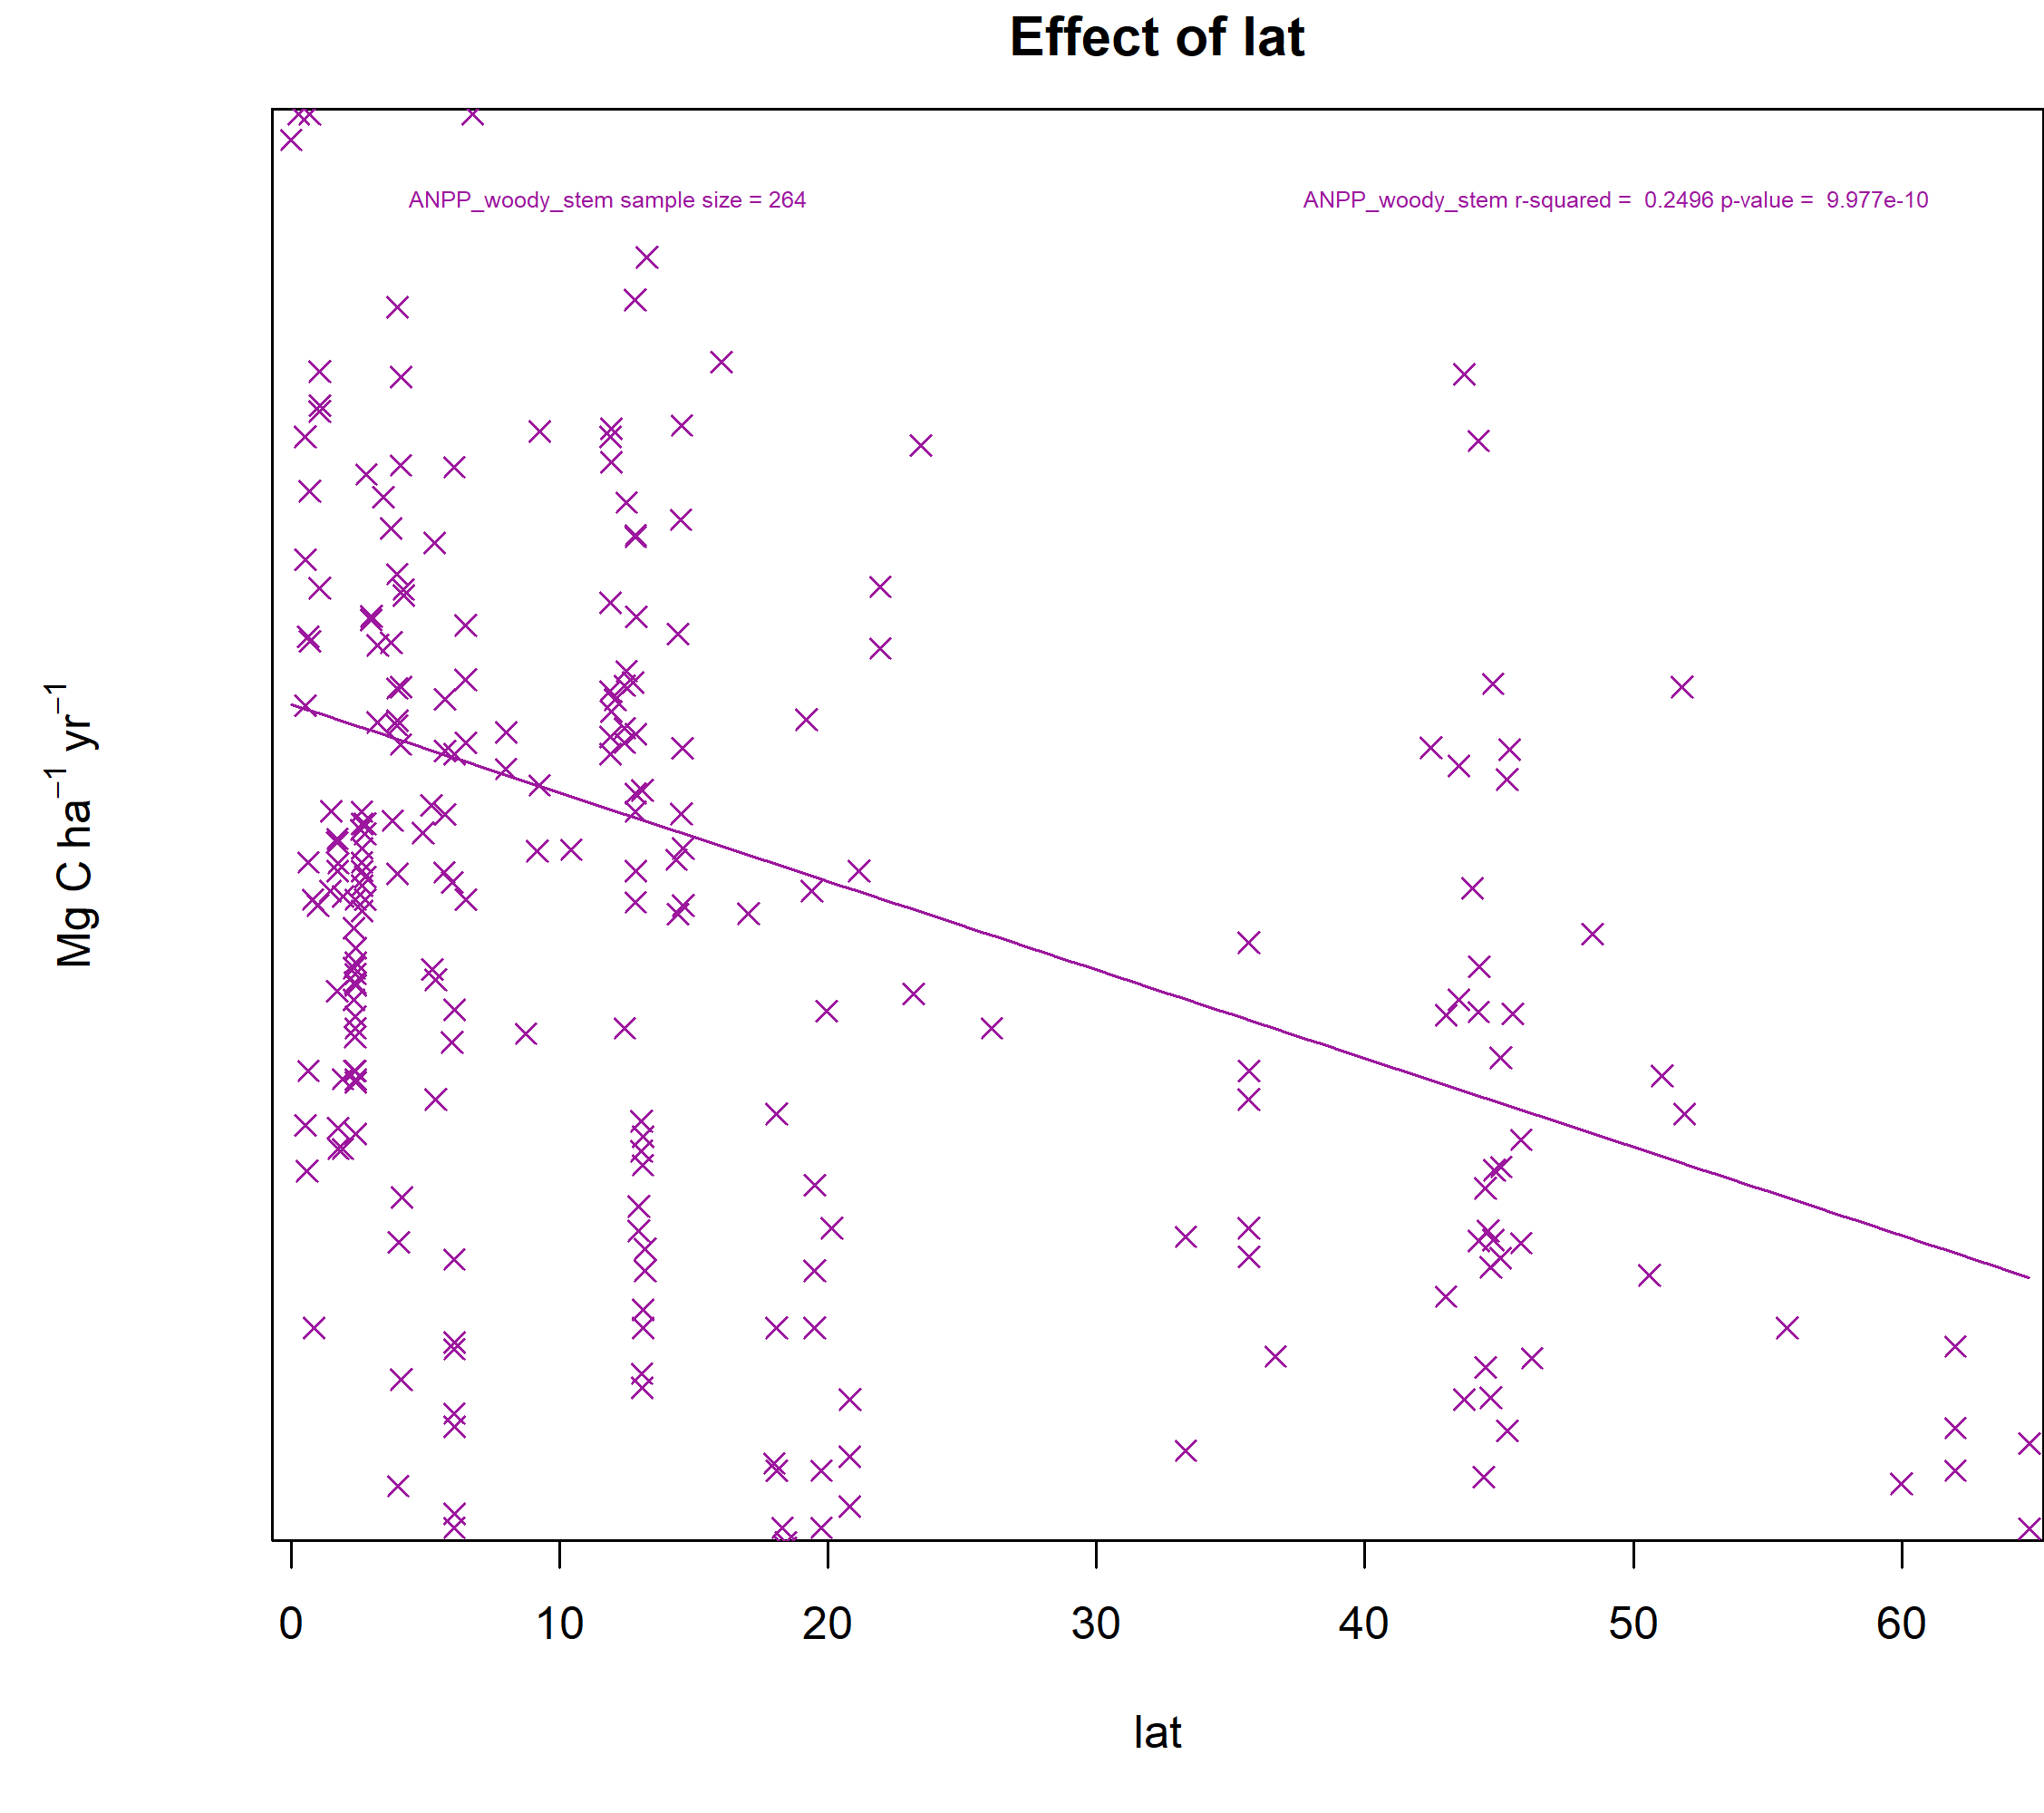 Effect of lat
ANPP_woody_stem sample size = 264
ANPP_woody_stem r-squared =  0.2496 p-value =  9.977e-10
Mg C ha⁻¹ yr⁻¹
0 10 20 30 40 50 60
lat